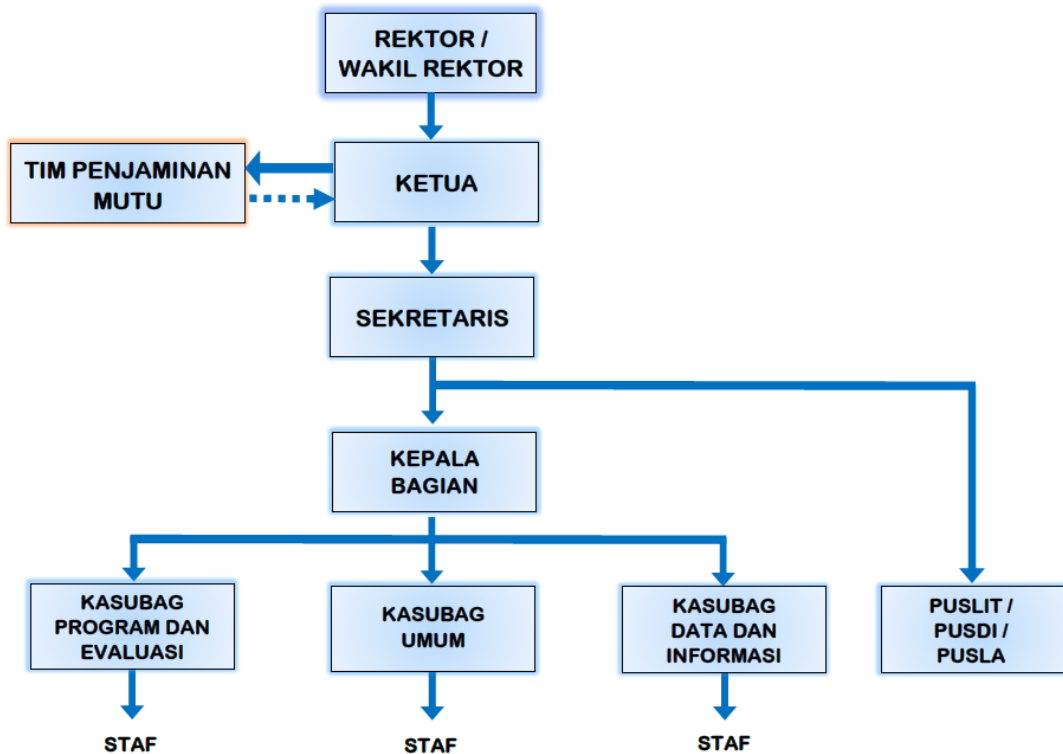 REKTOR /
WAKIL REKTOR
TIM PENJAMINAN
MUTU
KETUA
SEKRETARIS
KEPALA
BAGIAN
KASUBAG
PROGRAM DAN
EVALUASI
KASUBAG
UMUM
KASUBAG
DATA DAN
INFORMASI
PUSLIT /
PUSDI /
PUSLA
STAF
STAF
STAF